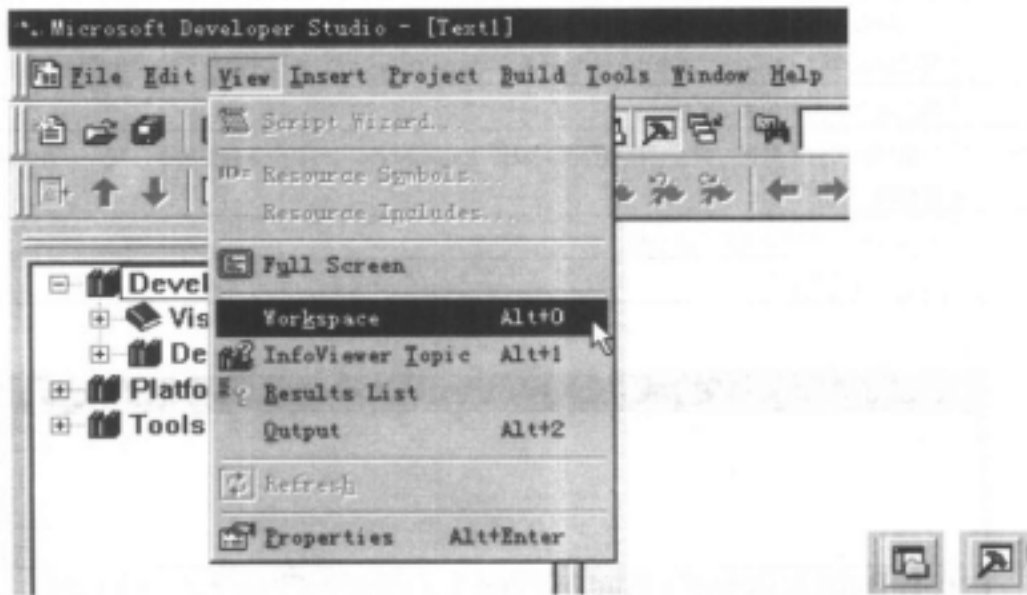 Microsoft Developer Studio - [Text1]
File Edit View Insert Project Build Tools Window Help
Script Wizard...
ID= Resource Symbols...
Resource Includes...
Full Screen
Workspace Alt+0
InfoViewer Topic Alt+1
Results List
Output Alt+2
Refresh
Properties Alt+Enter
Devel
Vis
De
Platfo
Tools